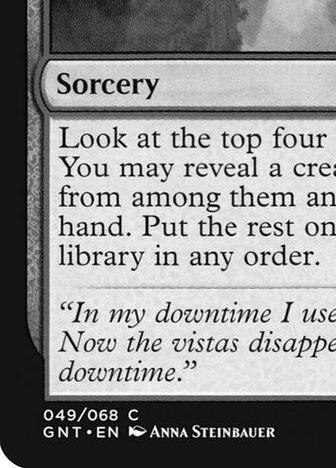 Sorcery
Look at the top four
You may reveal a crea
from among them an
hand. Put the rest on
library in any order.
“In my downtime I use
Now the vistas disappe
downtime.”
049/068 C
GNT • EN Anna Steinbauer